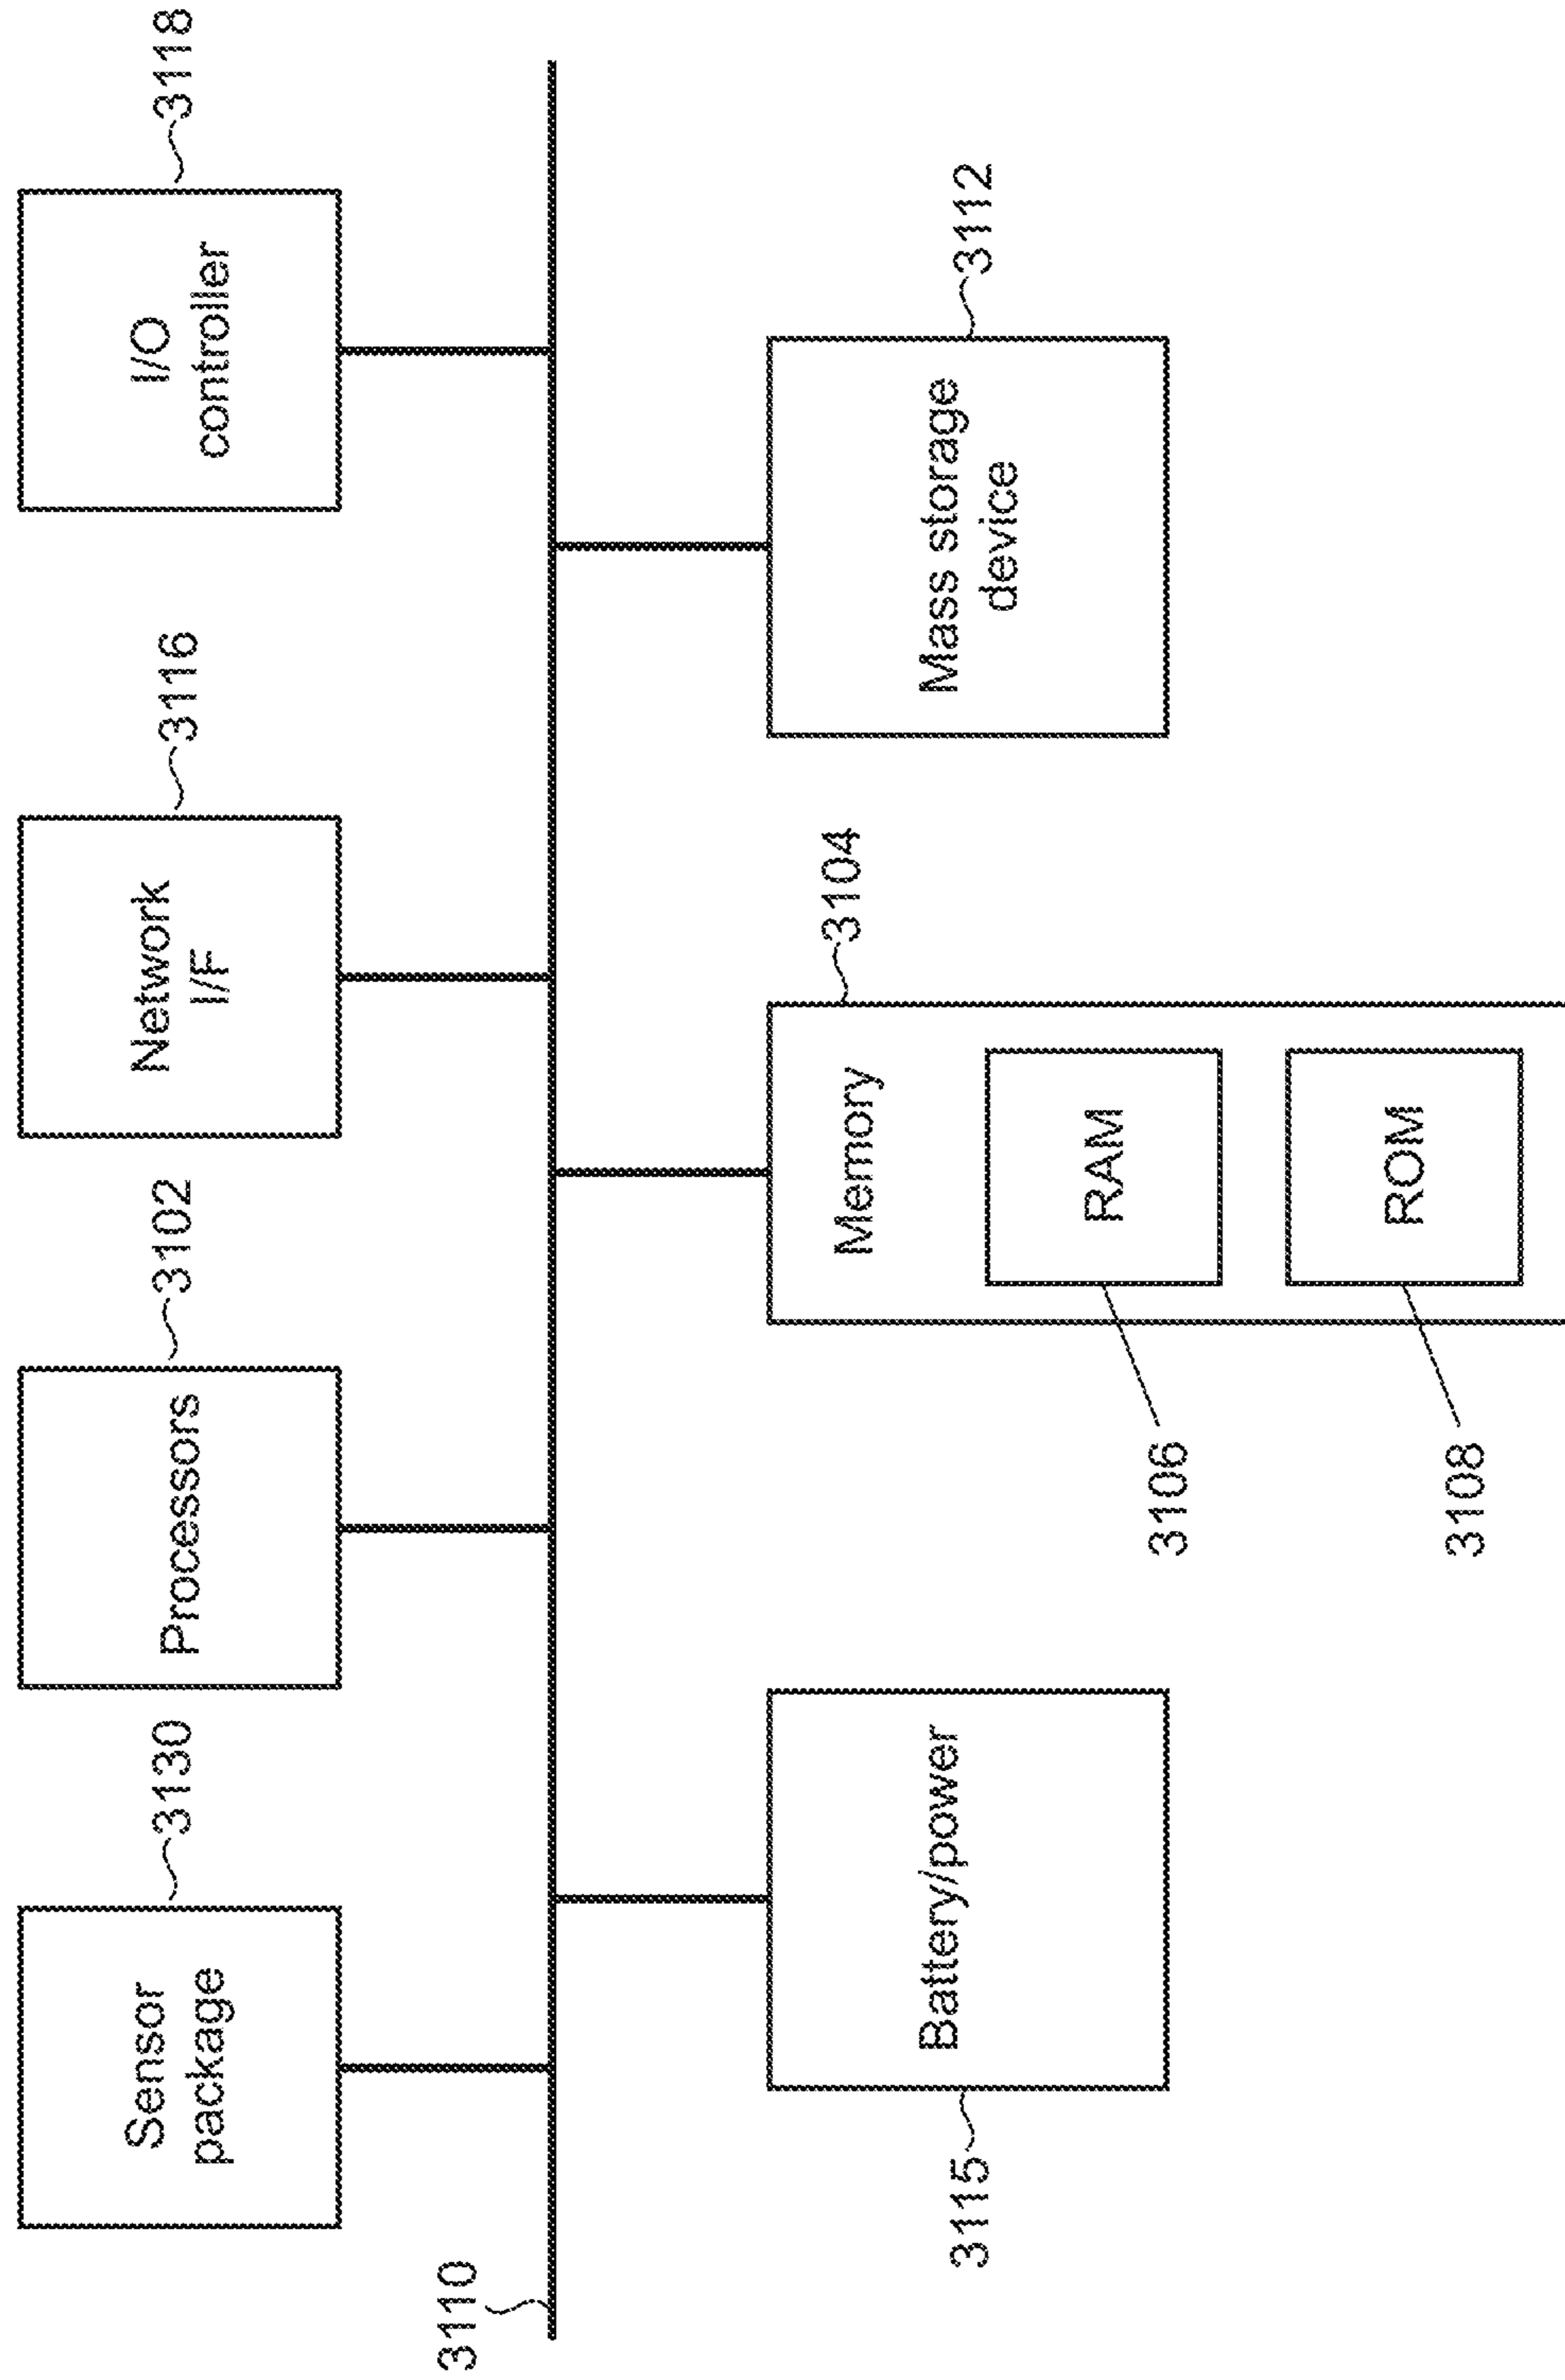 Sensor
package
3130
Processors
3102
Network
I/F
3116
I/O
controller
3118
3110
Battery/power
3115
Memory
3104
RAM
3106
ROM
3108
Mass storage
device
3112